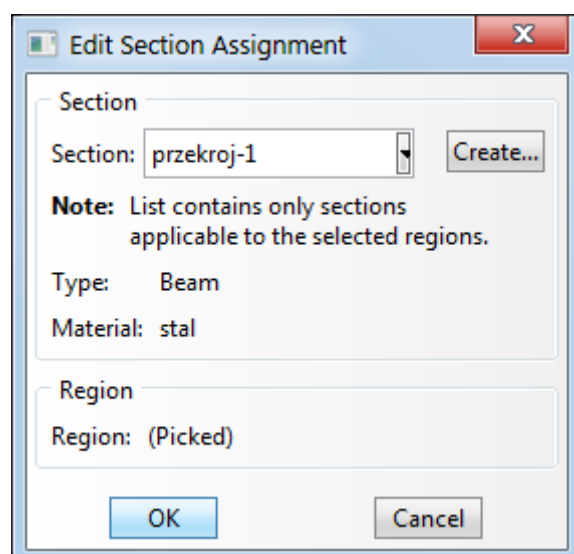 Edit Section Assignment
x
Section
Section: przekroj-1 Create...
Note: List contains only sections
applicable to the selected regions.
Type: Beam
Material: stal
Region
Region: (Picked)
OK Cancel